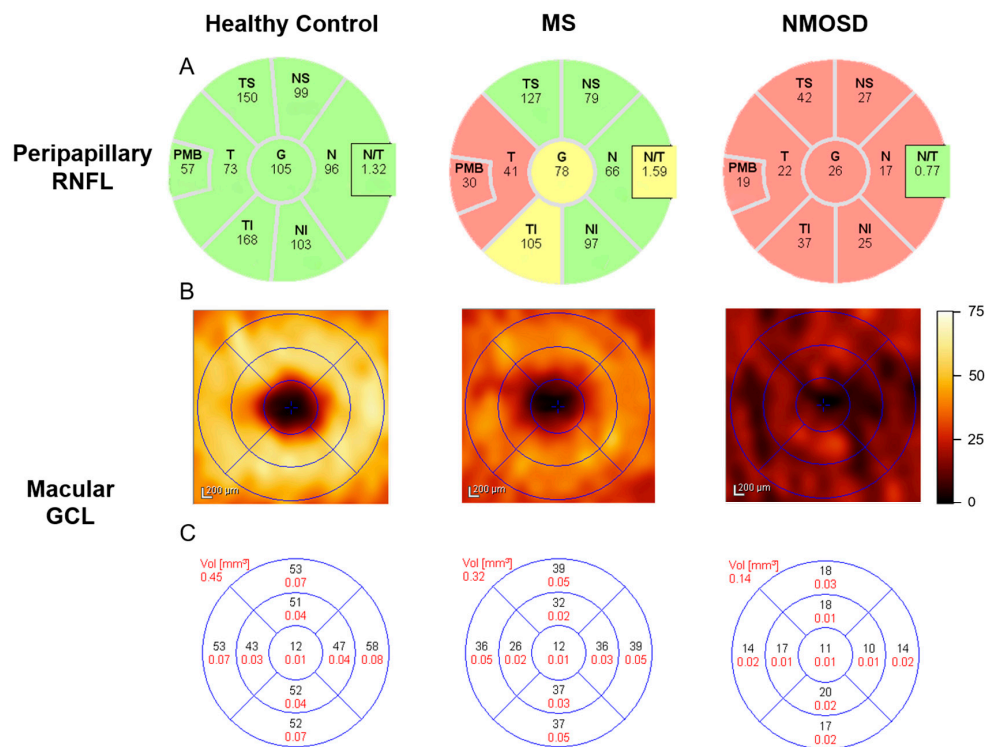 Healthy Control
MS
NMOSD
Peripapillary
RNFL
A
TS
150
NS
99
PMB
57
T
73
G
105
N
96
N/T
1.32
TI
168
NI
103
TS
127
NS
79
PMB
30
T
41
G
78
N
66
N/T
1.59
TI
105
NI
97
TS
42
NS
27
PMB
19
T
22
G
26
N
17
N/T
0.77
TI
37
NI
25
Macular
GCL
B
200 µm
200 µm
200 µm
75
50
25
0
C
Vol [mm³]
0.45
53
0.07
51
0.04
53
0.07
43
0.03
12
0.01
47
0.04
58
0.08
52
0.04
52
0.07
Vol [mm³]
0.32
39
0.05
32
0.02
36
0.05
26
0.02
12
0.01
36
0.03
39
0.05
37
0.03
37
0.05
Vol [mm³]
0.14
18
0.03
18
0.01
14
0.02
17
0.01
11
0.01
10
0.01
14
0.02
20
0.02
17
0.02